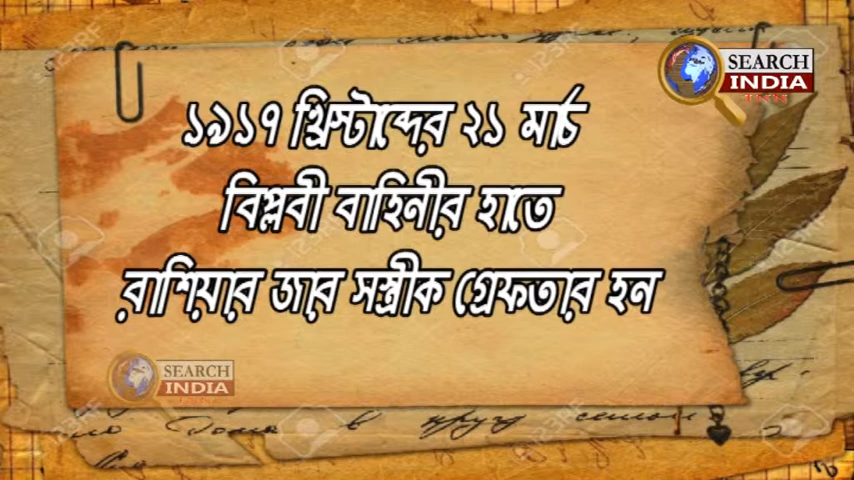 SEARCH
INDIA
১৯১৭ খ্রিস্টাব্দের ২১ মার্চ
বিপ্লবী বাহিনীর হাতে
রাশিয়ার জার সস্ত্রীক গ্রেফতার হন
SEARCH
INDIA